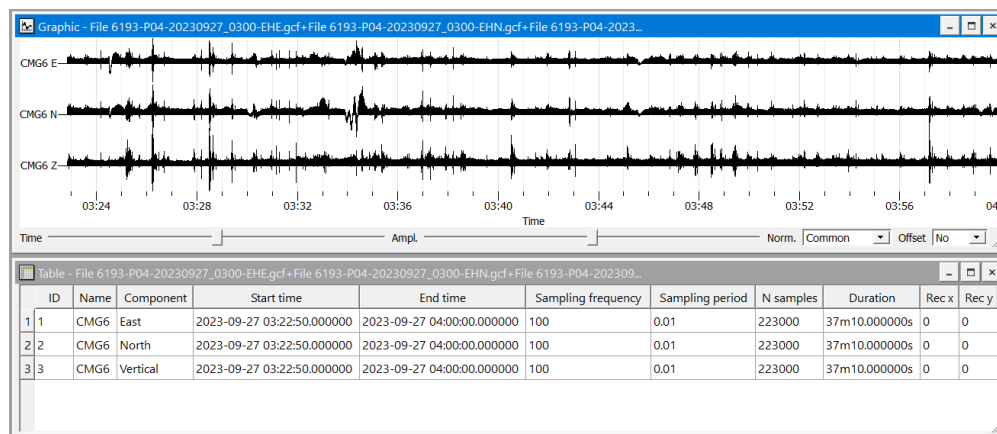 Graphic - File 6193-P04-20230927_0300-EHE.gcf+File 6193-P04-20230927_0300-EHN.gcf+File 6193-P04-2023...
CMG6 E
CMG6 N
CMG6 Z
03:24 03:28 03:32 03:36 03:40 03:44 03:48 03:52 03:56 04
Time
Time Ampl. Norm. Common Offset No
Table - File 6193-P04-20230927_0300-EHE.gcf+File 6193-P04-20230927_0300-EHN.gcf+File 6193-P04-202309...
ID Name Component Start time End time Sampling frequency Sampling period N samples Duration Rec x Rec y
1 1 CMG6 East 2023-09-27 03:22:50.000000 2023-09-27 04:00:00.000000 100 0.01 223000 37m10.000000s 0 0
2 2 CMG6 North 2023-09-27 03:22:50.000000 2023-09-27 04:00:00.000000 100 0.01 223000 37m10.000000s 0 0
3 3 CMG6 Vertical 2023-09-27 03:22:50.000000 2023-09-27 04:00:00.000000 100 0.01 223000 37m10.000000s 0 0